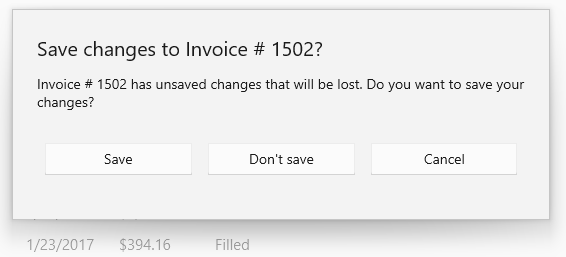 Save changes to Invoice # 1502?
Invoice # 1502 has unsaved changes that will be lost. Do you want to save your
changes?
Save Don't save Cancel
1/23/2017 $394.16 Filled